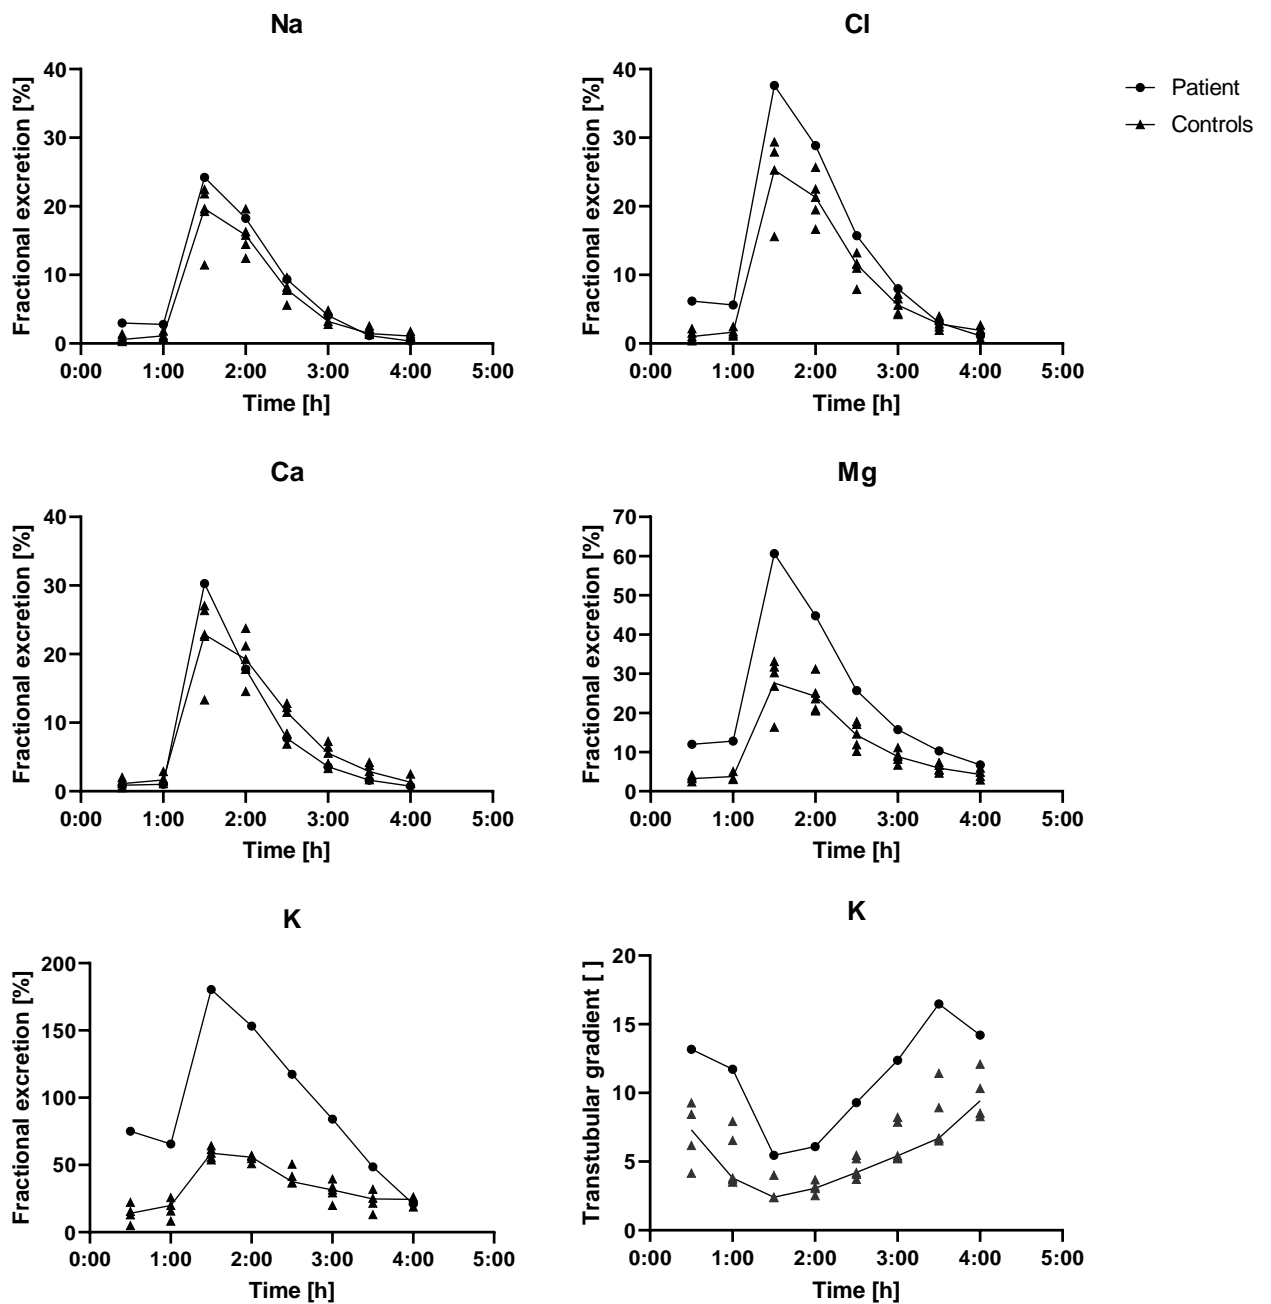 Na
Fractional excretion [%]
40
30
20
10
0
0:00 1:00 2:00 3:00 4:00 5:00
Time [h]
Cl
Fractional excretion [%]
40
30
20
10
0
0:00 1:00 2:00 3:00 4:00 5:00
Time [h]
Patient
Controls
Ca
Fractional excretion [%]
40
30
20
10
0
0:00 1:00 2:00 3:00 4:00 5:00
Time [h]
Mg
Fractional excretion [%]
70
60
50
40
30
20
10
0
0:00 1:00 2:00 3:00 4:00 5:00
Time [h]
K
Fractional excretion [%]
200
150
100
50
0
0:00 1:00 2:00 3:00 4:00 5:00
Time [h]
K
Transtubular gradient [ ]
20
15
10
5
0
0:00 1:00 2:00 3:00 4:00 5:00
Time [h]